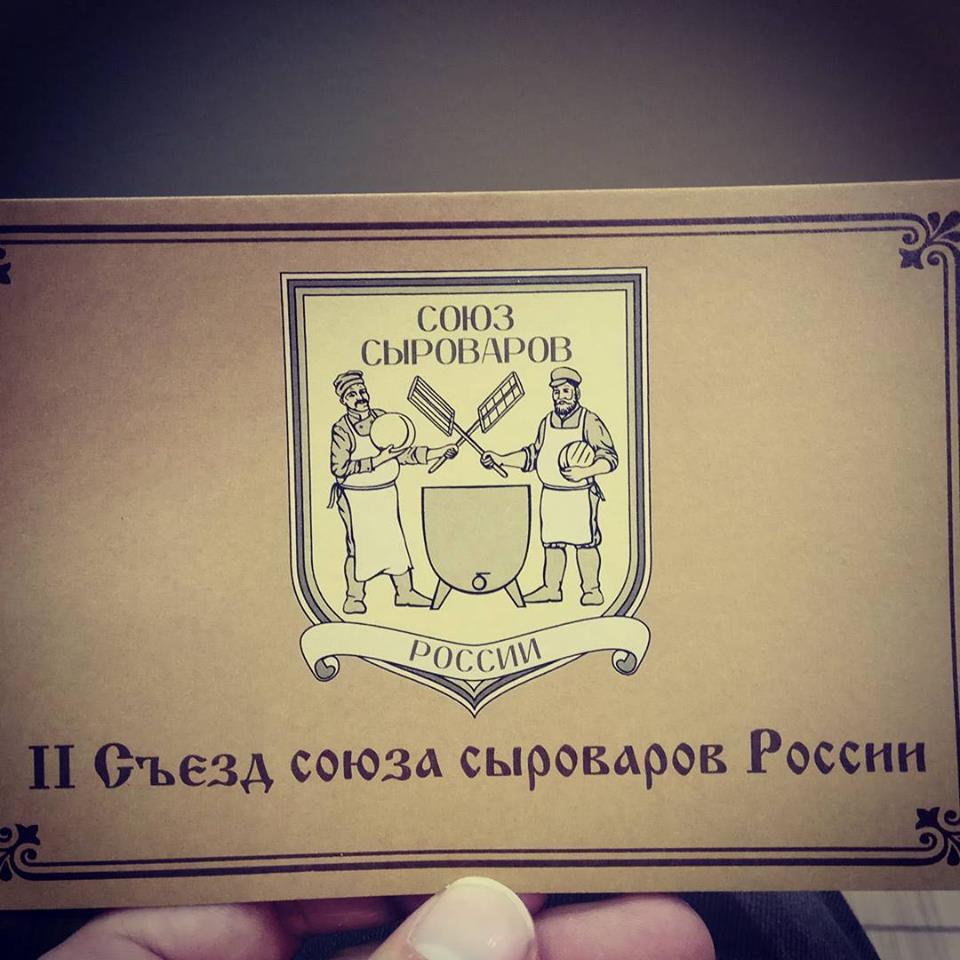 СОЮЗ
СЫРОВАРОВ
РОССИИ
II Съезд союза сыроваров России